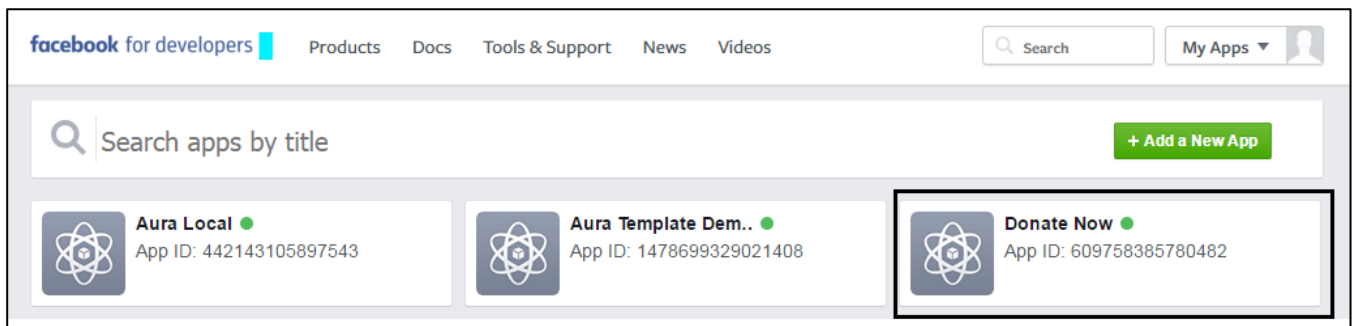 facebook for developers Products Docs Tools & Support News Videos Search My Apps
Search apps by title + Add a New App
Aura Local
App ID: 442143105897543
Aura Template Dem..
App ID: 1478699329021408
Donate Now
App ID: 609758385780482